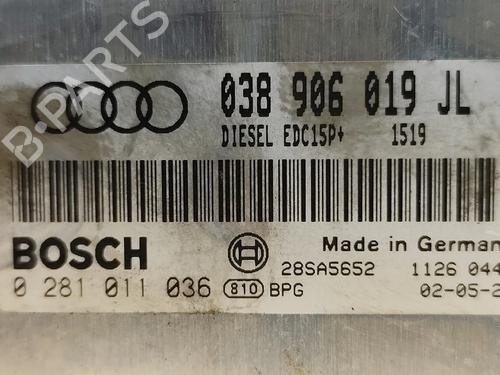 038 906 019 JL
DIESEL EDC15P+ 1519
BOSCH
Made in German
0 281 011 036
810
BPG
28SA5652
1126 044
02-05-2
B-PARTS